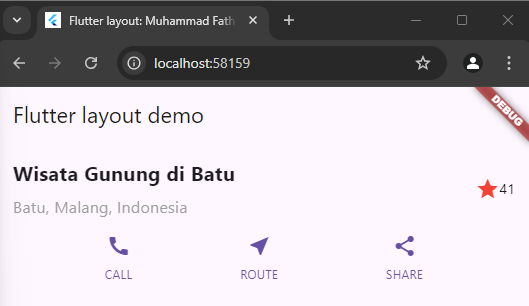 Flutter layout: Muhammad Fath
localhost:58159
Flutter layout demo
DEBUG
Wisata Gunung di Batu
41
Batu, Malang, Indonesia
CALL
ROUTE
SHARE